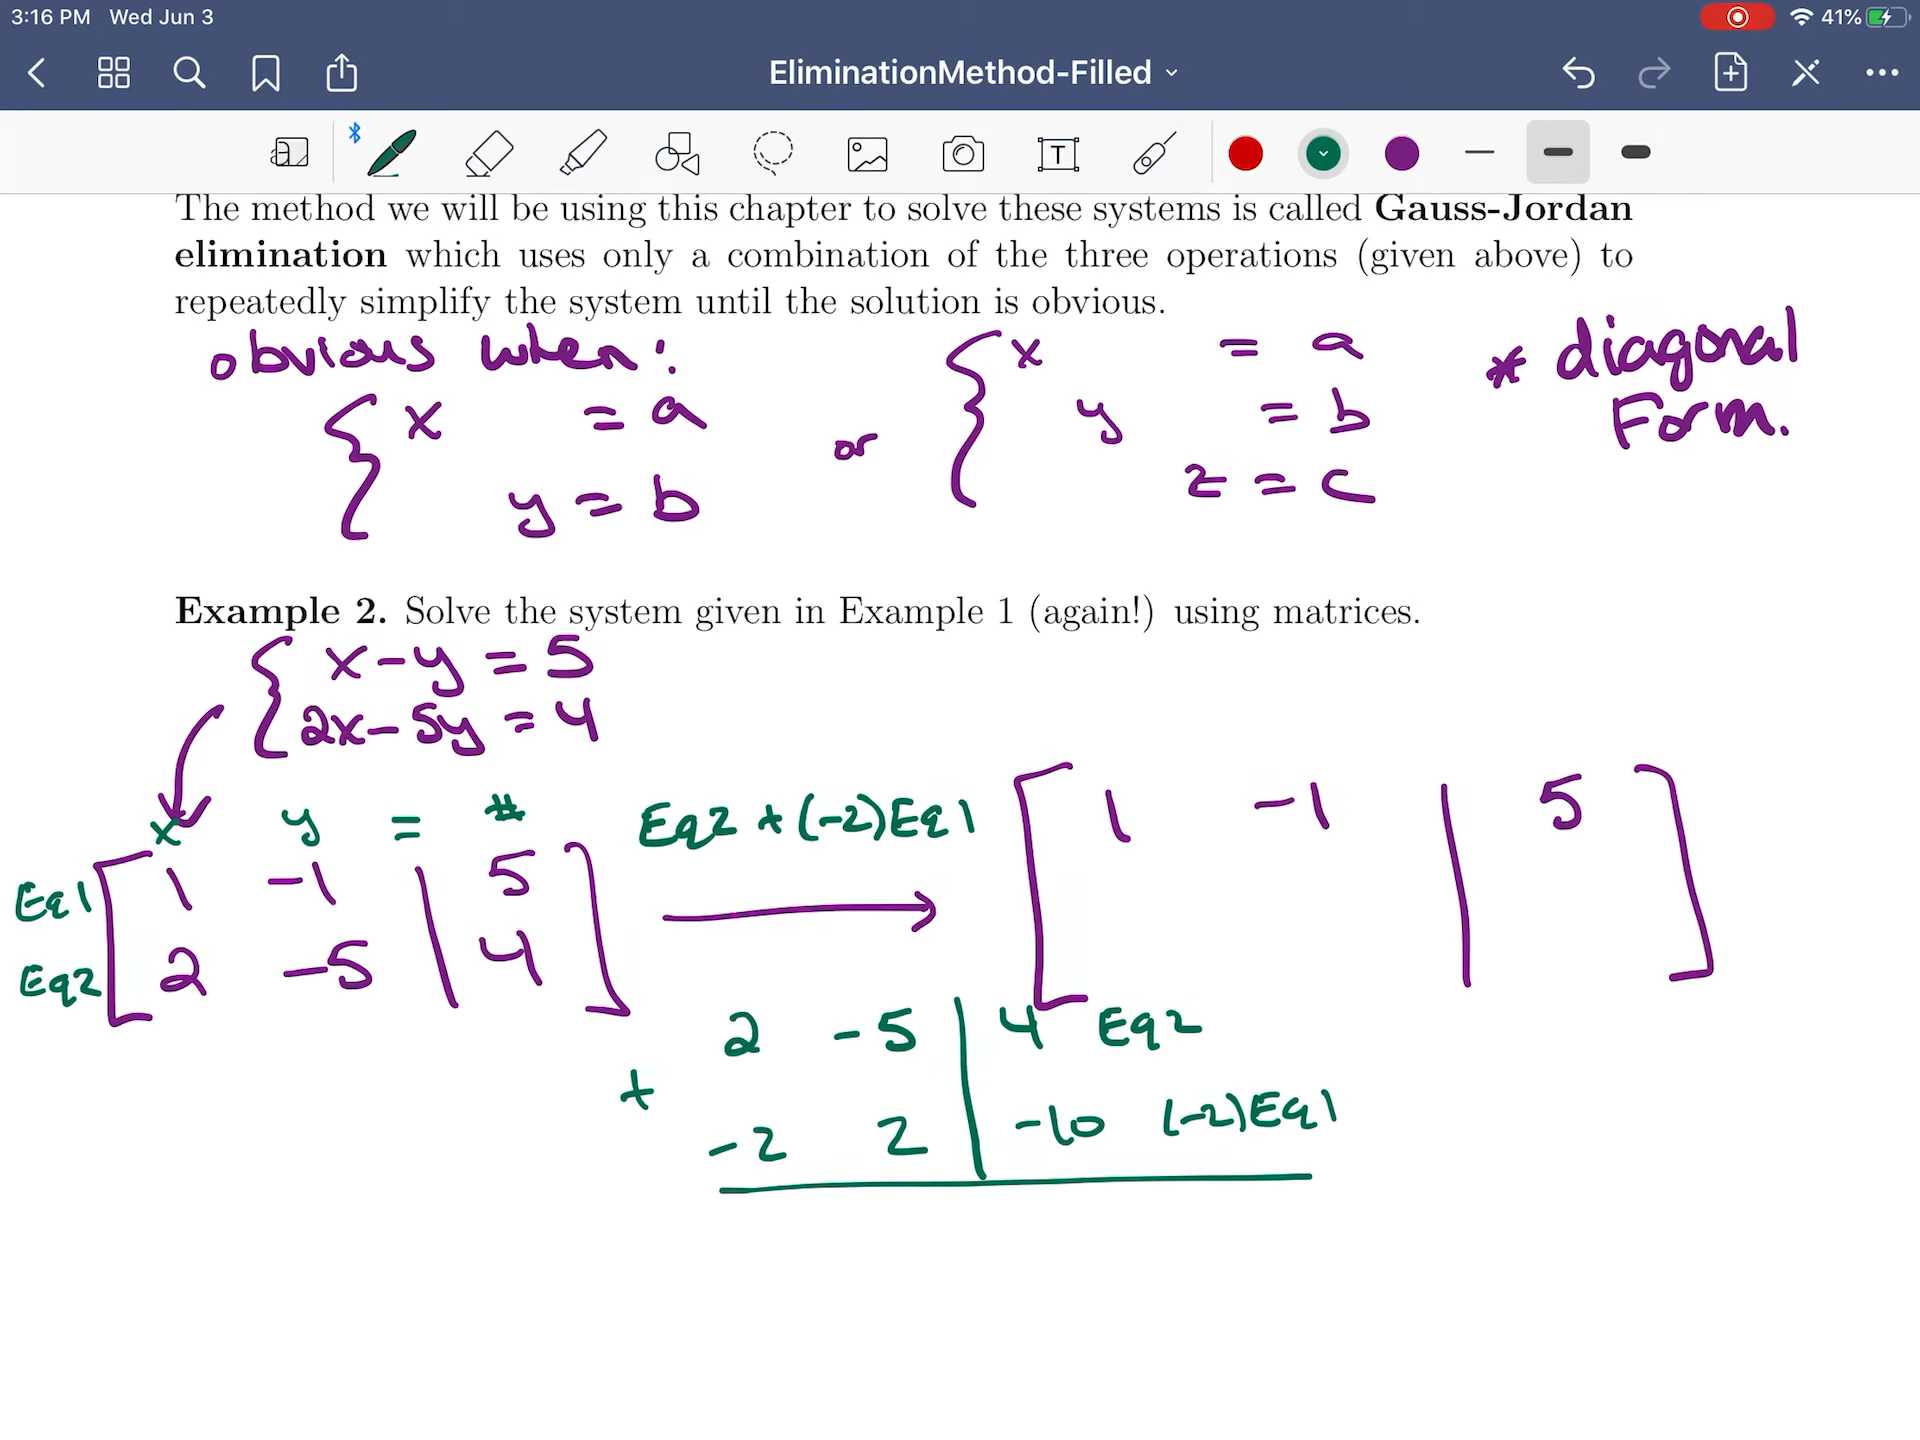 3:16 PM Wed Jun 3
41%
EliminationMethod-Filled
T
The method we will be using this chapter to solve these systems is called Gauss-Jordan
elimination which uses only a combination of the three operations (given above) to
repeatedly simplify the system until the solution is obvious.
obvious when:
{ x = a
y = b
or
{ x = a
y = b
z = c
* diagonal
Form.
Example 2. Solve the system given in Example 1 (again!) using matrices.
{ x - y = 5
2x - 5y = 4
x y = #
Eq1 [ 1 -1 | 5 ]
Eq2 [ 2 -5 | 4 ]
Eq2 + (-2)Eq1
[ 1 -1 | 5 ]
2 -5 | 4 Eq2
+
-2 2 | -10 (-2)Eq1